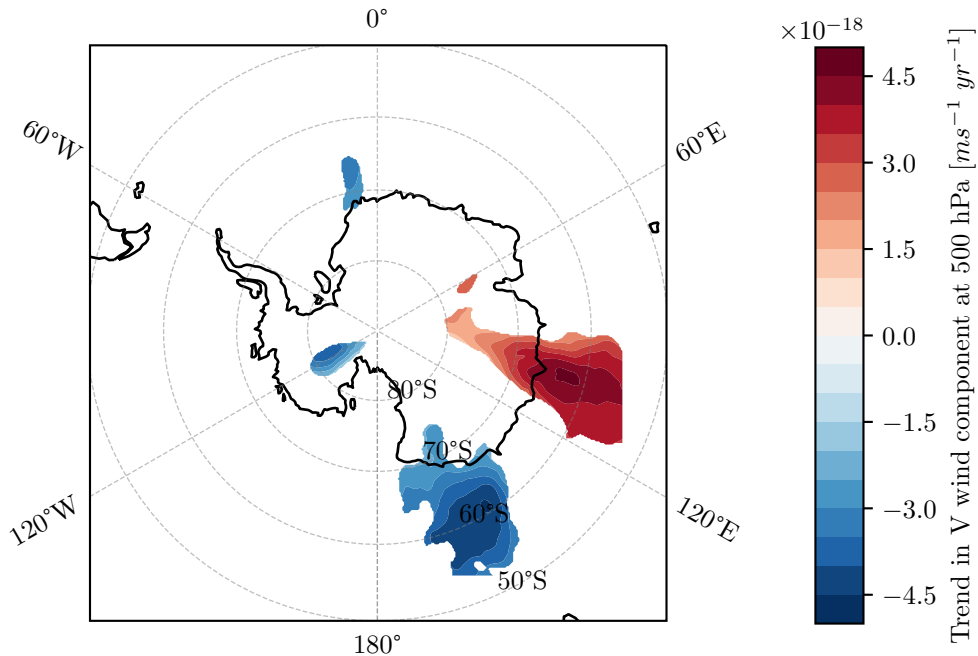 0°
×10⁻¹⁸
60°W
60°E
4.5
3.0
1.5
0.0
−1.5
−3.0
−4.5
80°S
70°S
60°S
50°S
120°W
120°E
180°
Trend in V wind component at 500 hPa [ms⁻¹ yr⁻¹]